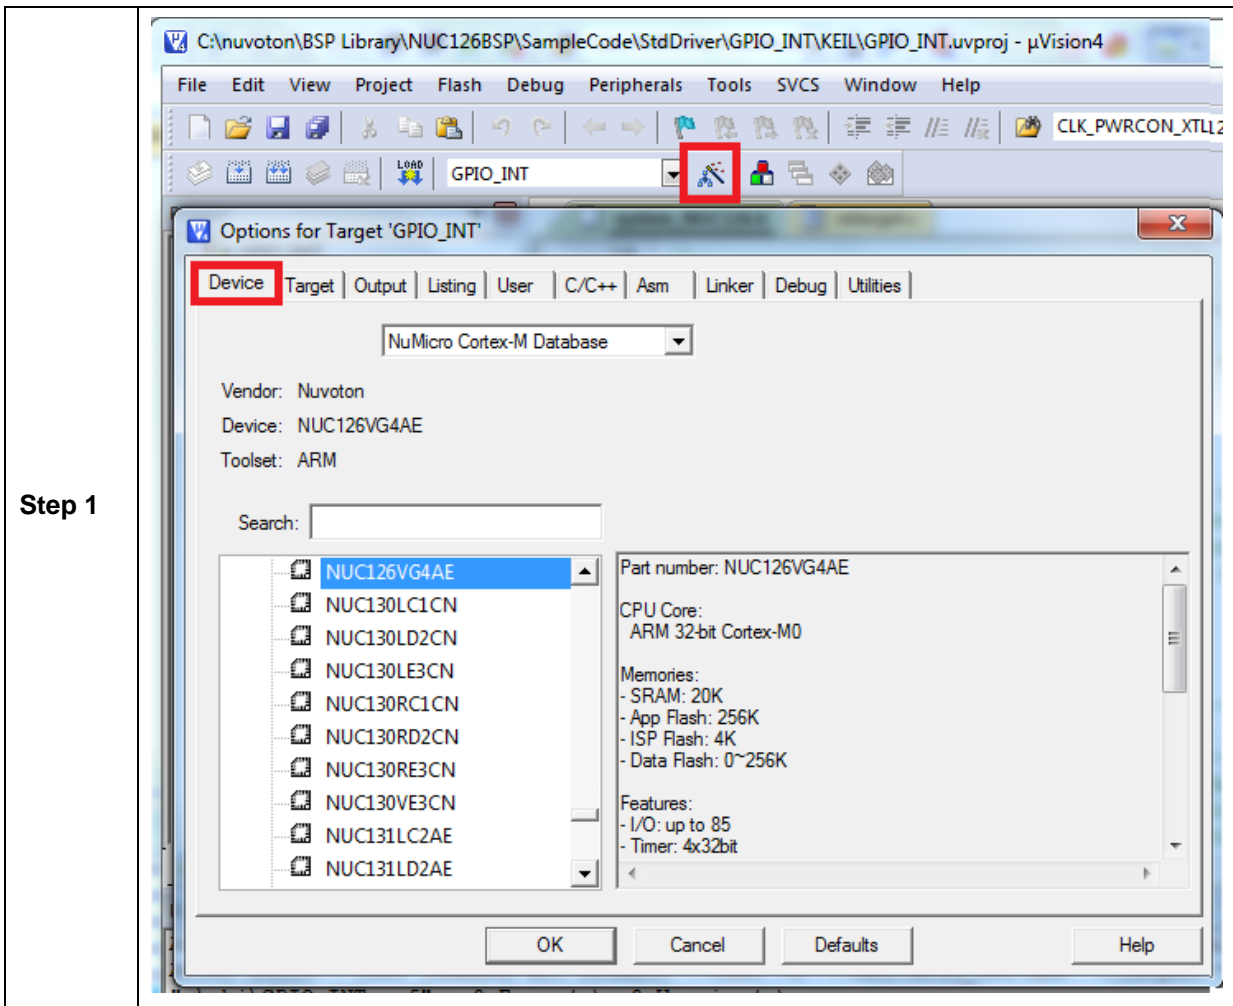 Step 1
C:\nuvoton\BSP Library\NUC126BSP\SampleCode\StdDriver\GPIO_INT\KEIL\GPIO_INT.uvproj - µVision4
File Edit View Project Flash Debug Peripherals Tools SVCS Window Help
CLK_PWRCON_XTL12
LOAD
GPIO_INT
Options for Target 'GPIO_INT'
Device Target Output Listing User C/C++ Asm Linker Debug Utilities
NuMicro Cortex-M Database
Vendor: Nuvoton
Device: NUC126VG4AE
Toolset: ARM
Search:
NUC126VG4AE
NUC130LC1CN
NUC130LD2CN
NUC130LE3CN
NUC130RC1CN
NUC130RD2CN
NUC130RE3CN
NUC130VE3CN
NUC131LC2AE
NUC131LD2AE
Part number: NUC126VG4AE
CPU Core:
ARM 32-bit Cortex-M0
Memories:
- SRAM: 20K
- App Flash: 256K
- ISP Flash: 4K
- Data Flash: 0~256K
Features:
- I/O: up to 85
- Timer: 4x32bit
OK Cancel Defaults Help